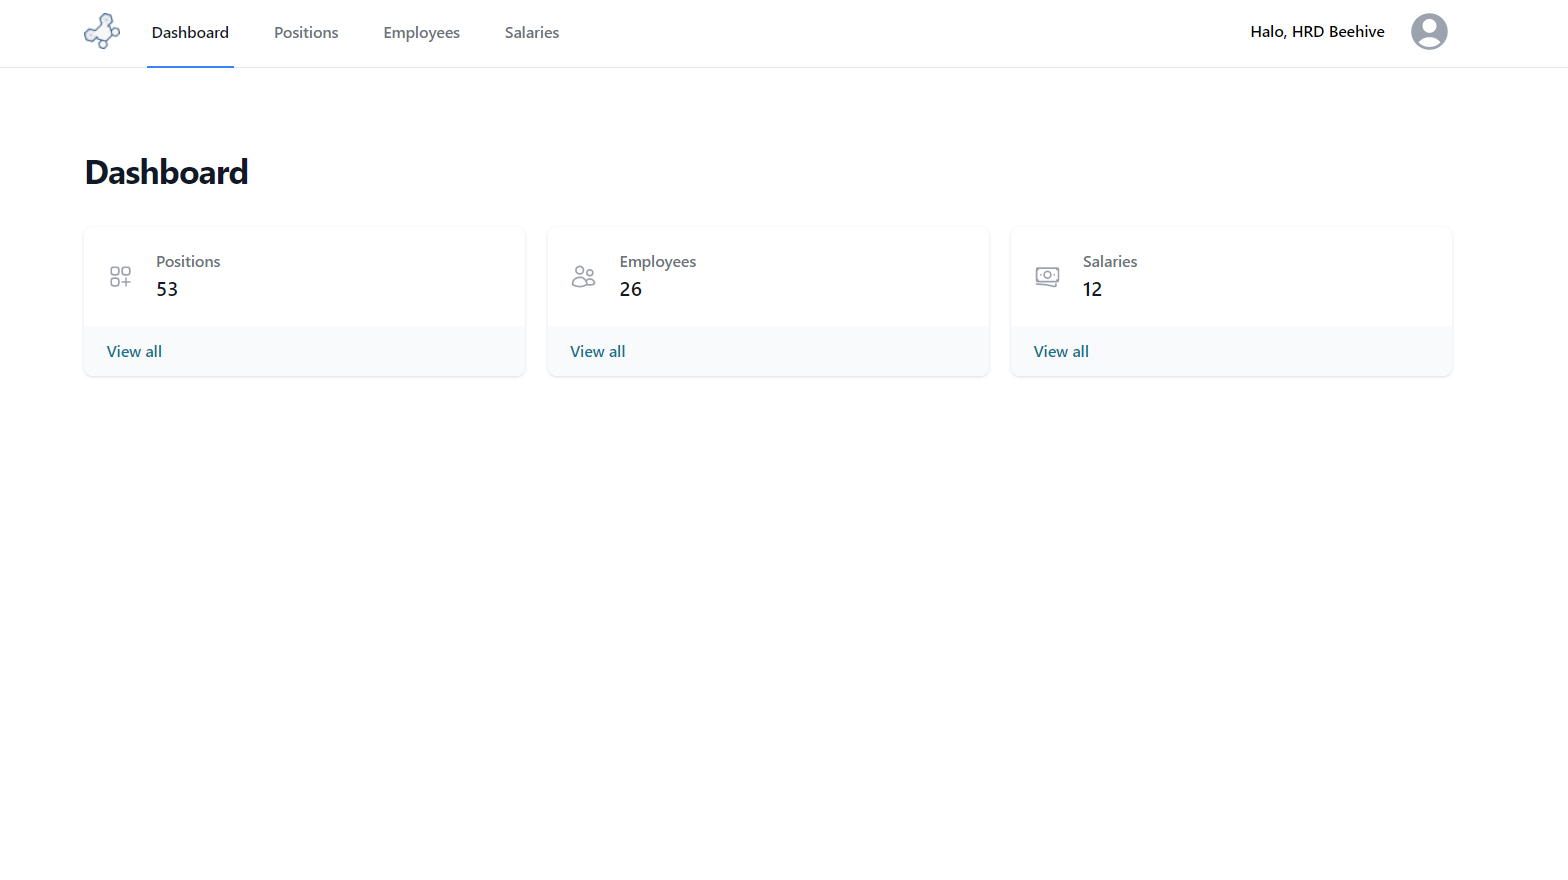 Dashboard
Positions
Employees
Salaries
Halo, HRD Beehive
Dashboard
Positions
53
View all
Employees
26
View all
Salaries
12
View all